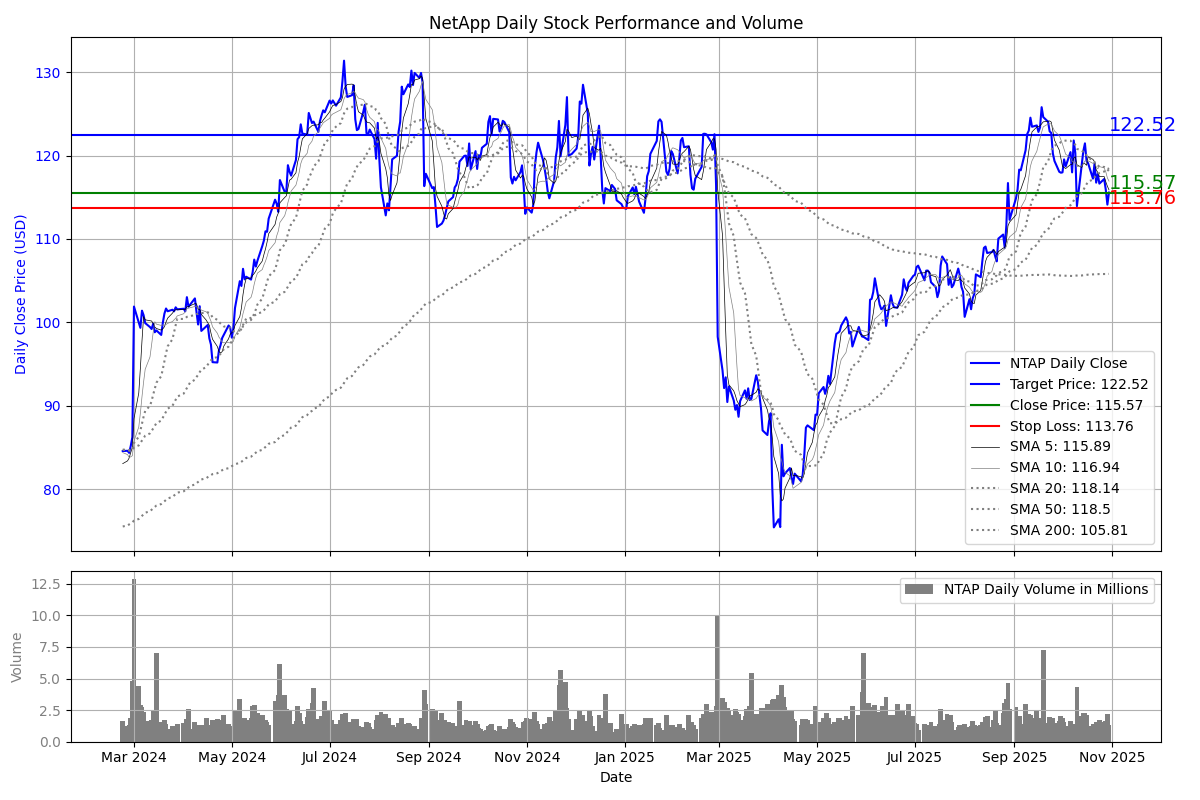 NetApp Daily Stock Performance and Volume
Daily Close Price (USD)
130
120
110
100
90
80
122.52
115.57
113.76
NTAP Daily Close
Target Price: 122.52
Close Price: 115.57
Stop Loss: 113.76
SMA 5: 115.89
SMA 10: 116.94
SMA 20: 118.14
SMA 50: 118.5
SMA 200: 105.81
Volume
12.5
10.0
7.5
5.0
2.5
0.0
NTAP Daily Volume in Millions
Mar 2024 May 2024 Jul 2024 Sep 2024 Nov 2024 Jan 2025 Mar 2025 May 2025 Jul 2025 Sep 2025 Nov 2025
Date